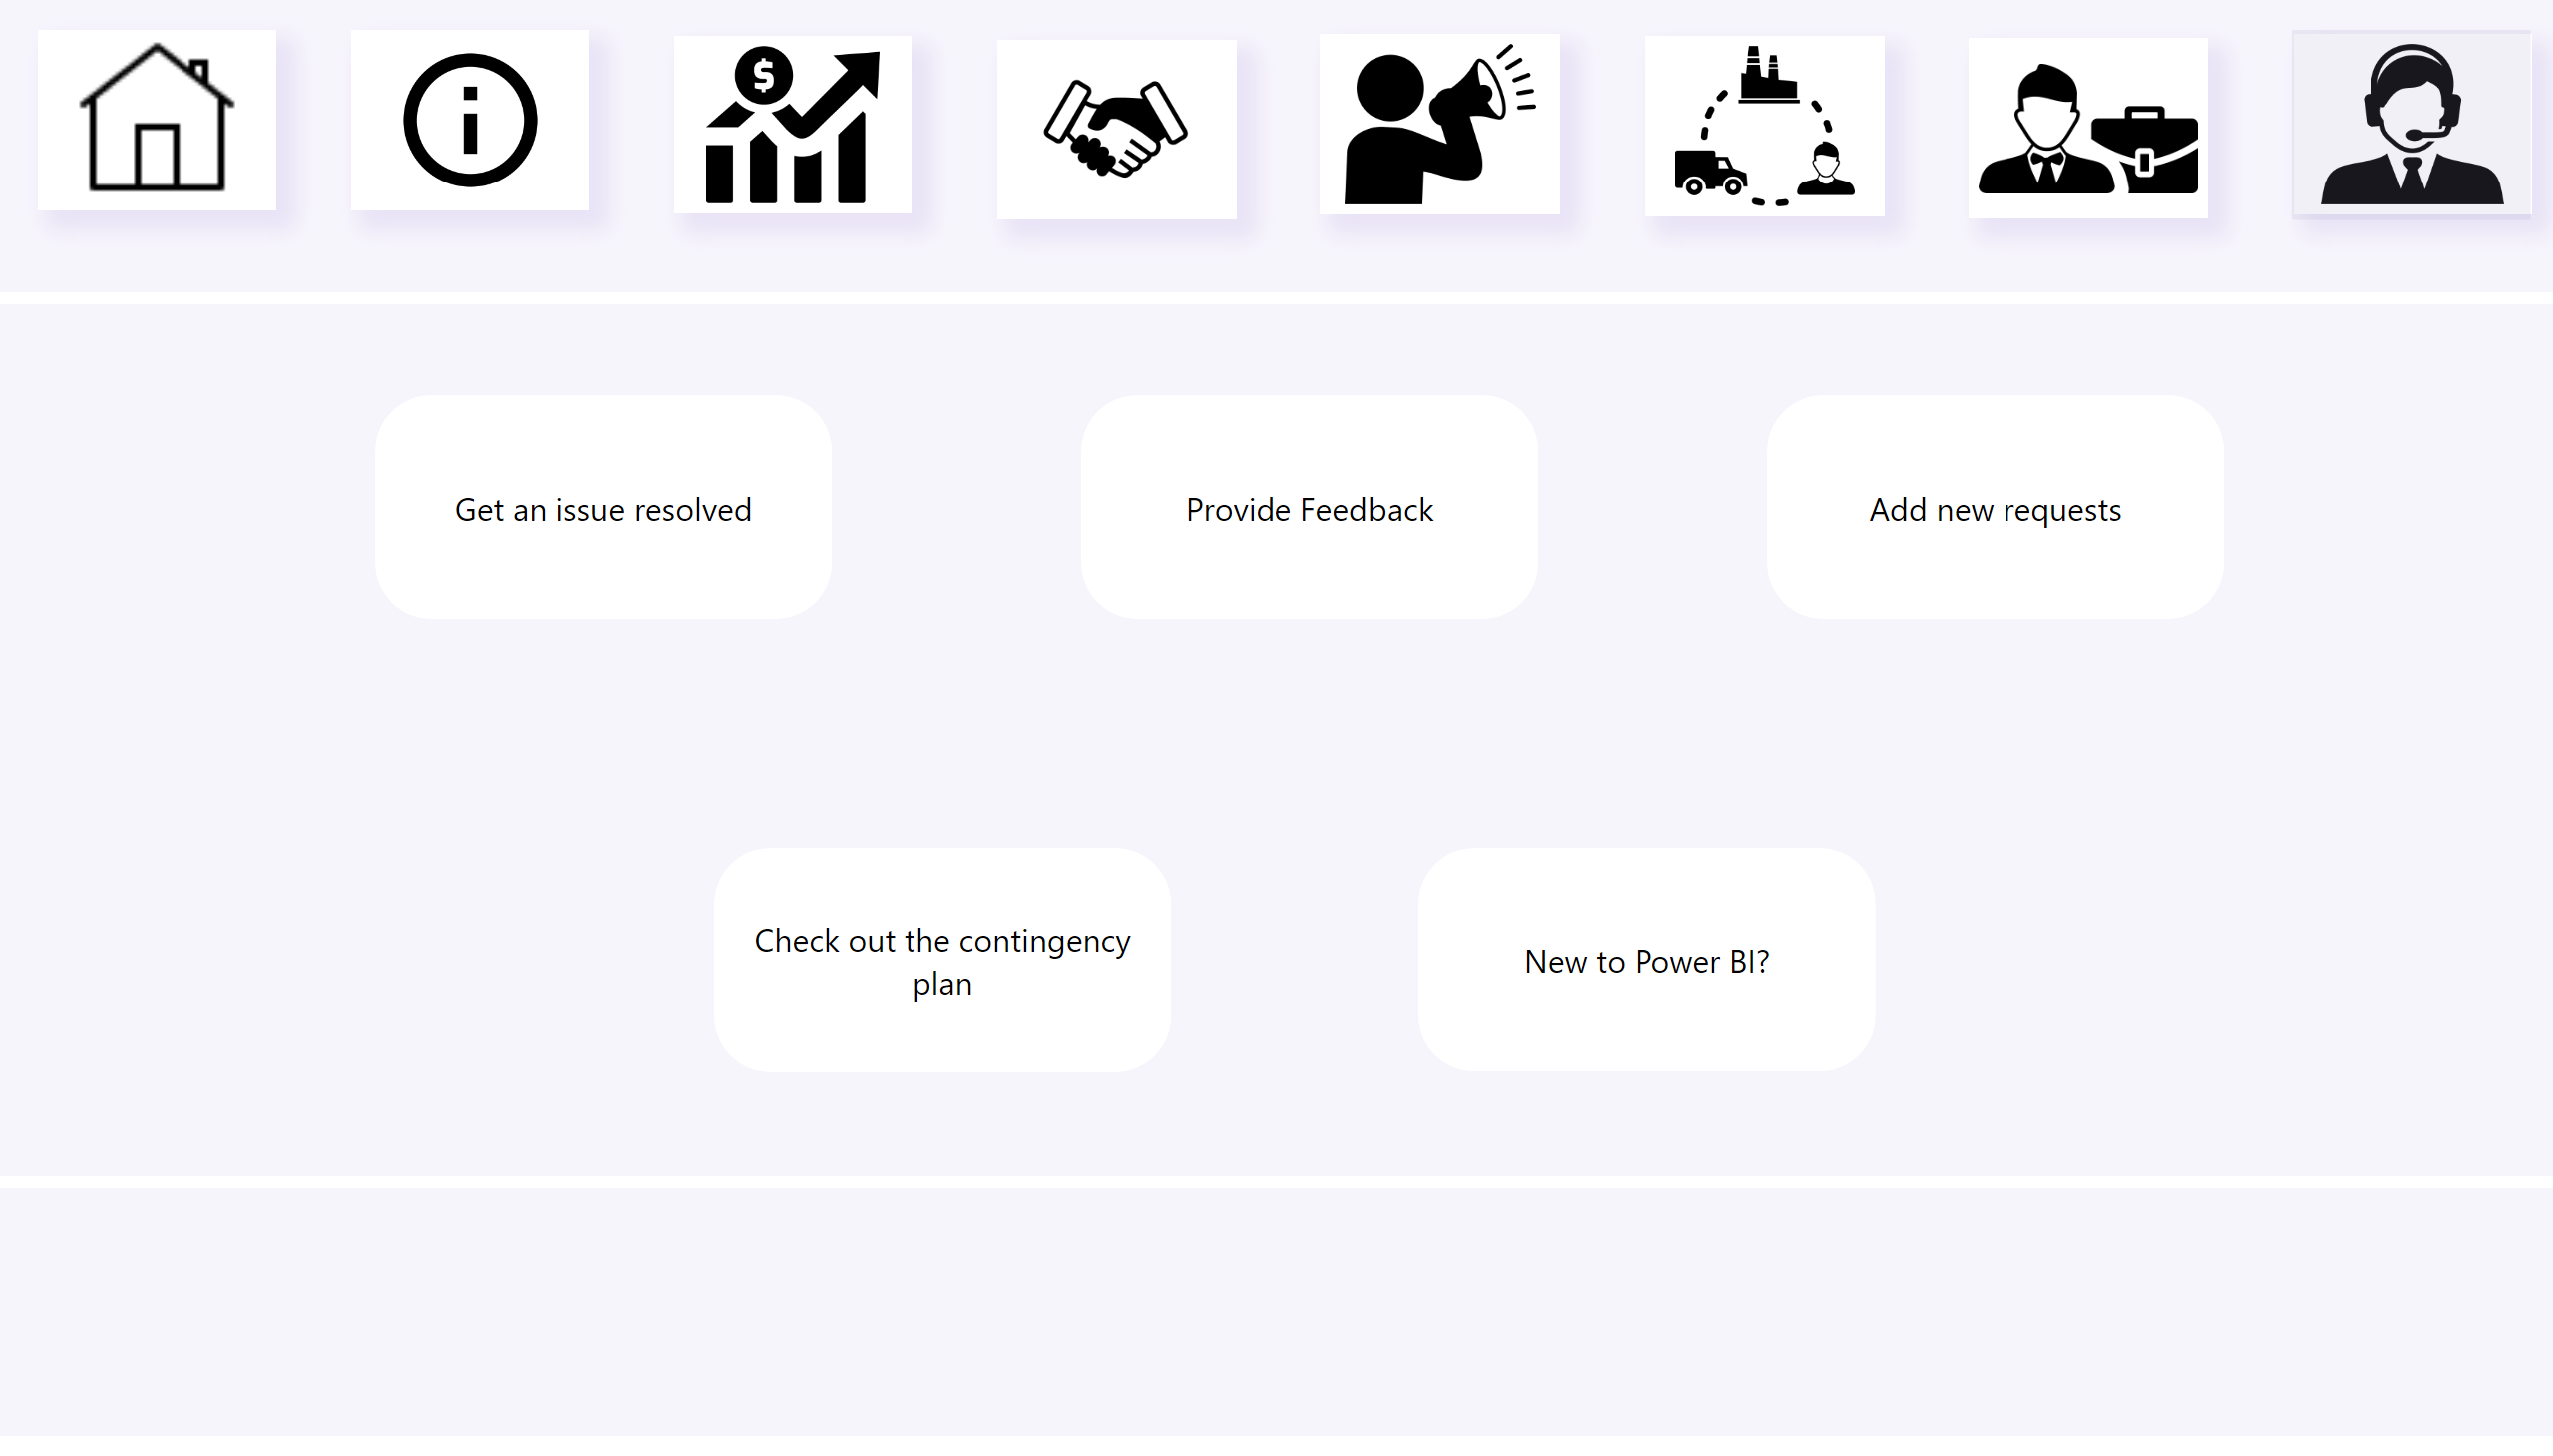 $
i
Get an issue resolved
Provide Feedback
Add new requests
Check out the contingency
plan
New to Power BI?